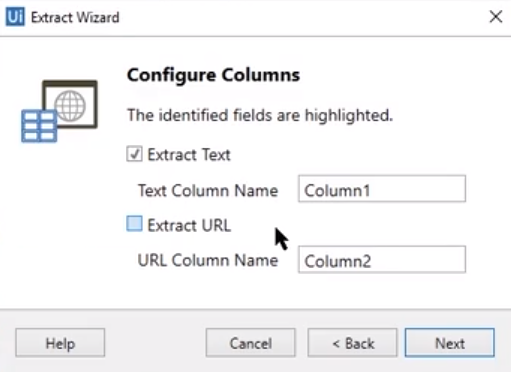 Ui Extract Wizard
Configure Columns
The identified fields are highlighted.
Extract Text
Text Column Name Column1
Extract URL
URL Column Name Column2
Help Cancel < Back Next